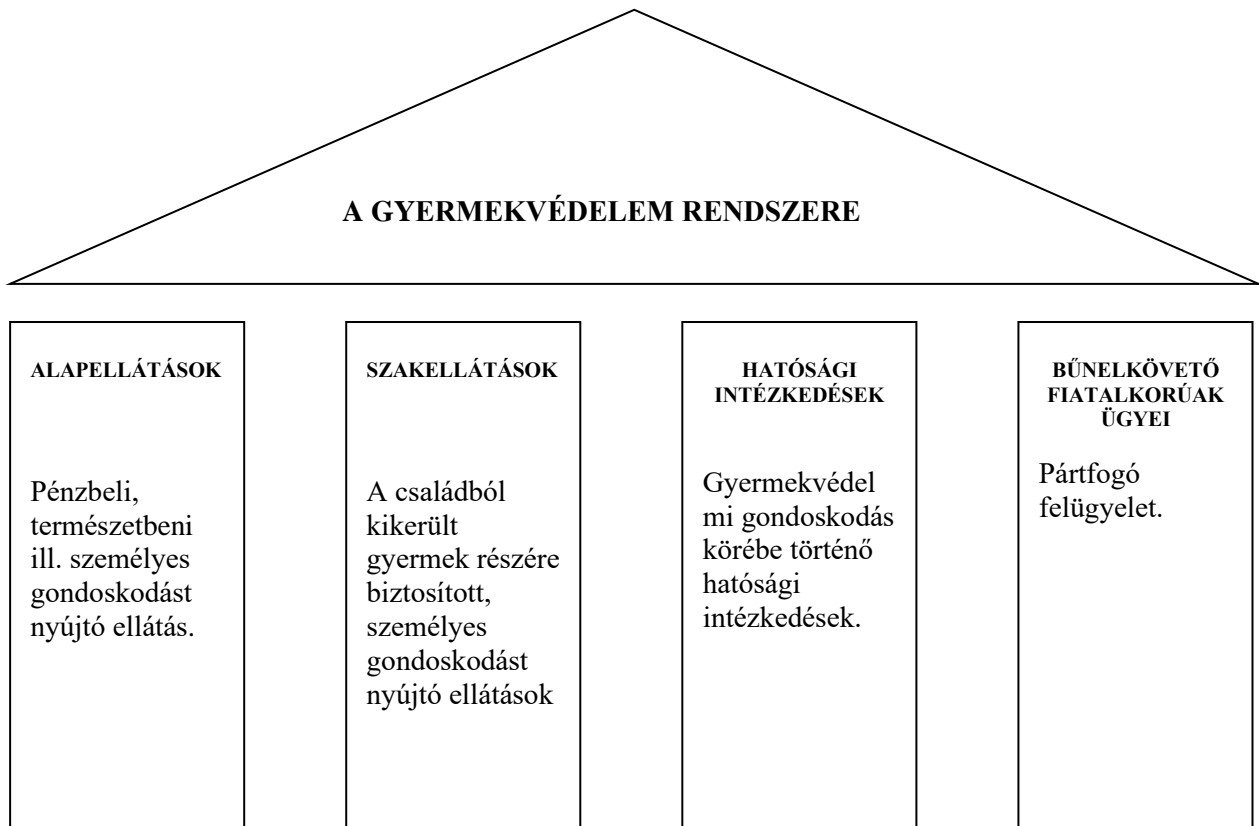 A GYERMEKVÉDELEM RENDSZERE
ALAPELLÁTÁSOK
Pénzbeli,
természetbeni
ill. személyes
gondoskodást
nyújtó ellátás.
SZAKELLÁTÁSOK
A családból
kikerült
gyermek részére
biztosított,
személyes
gondoskodást
nyújtó ellátások
HATÓSÁGI
INTÉZKEDÉSEK
Gyermekvédel
mi gondoskodás
körébe történő
hatósági
intézkedések.
BŰNELKÖVETŐ
FIATALKORÚAK
ÜGYEI
Pártfogó
felügyelet.